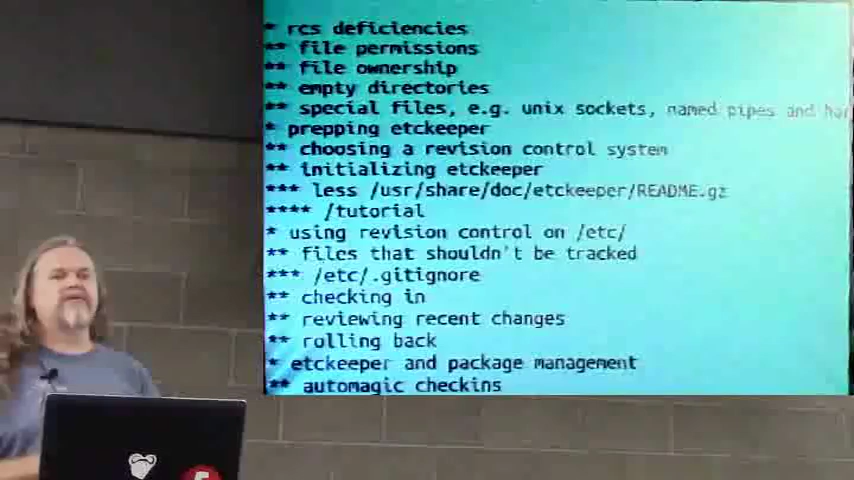 * rcs deficiencies
** file permissions
** file ownership
** empty directories
** special files, e.g. unix sockets, named pipes and har
* prepping etckeeper
** choosing a revision control system
** initializing etckeeper
*** less /usr/share/doc/etckeeper/README.gz
**** /tutorial
* using revision control on /etc/
** files that shouldn't be tracked
*** /etc/.gitignore
** checking in
** reviewing recent changes
** rolling back
* etckeeper and package management
** automagic checkins